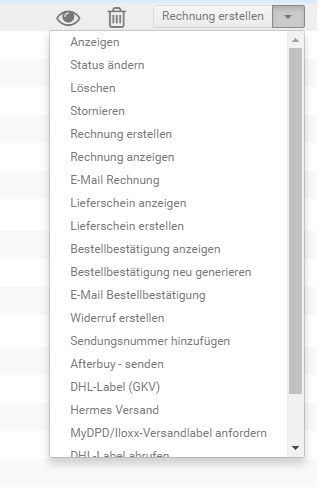 Rechnung erstellen
Anzeigen
Status ändern
Löschen
Stornieren
Rechnung erstellen
Rechnung anzeigen
E-Mail Rechnung
Lieferschein anzeigen
Lieferschein erstellen
Bestellbestätigung anzeigen
Bestellbestätigung neu generieren
E-Mail Bestellbestätigung
Widerruf erstellen
Sendungsnummer hinzufügen
Afterbuy - senden
DHL-Label (GKV)
Hermes Versand
MyDPD/Iloxx-Versandlabel anfordern
DHL-Label abrufen